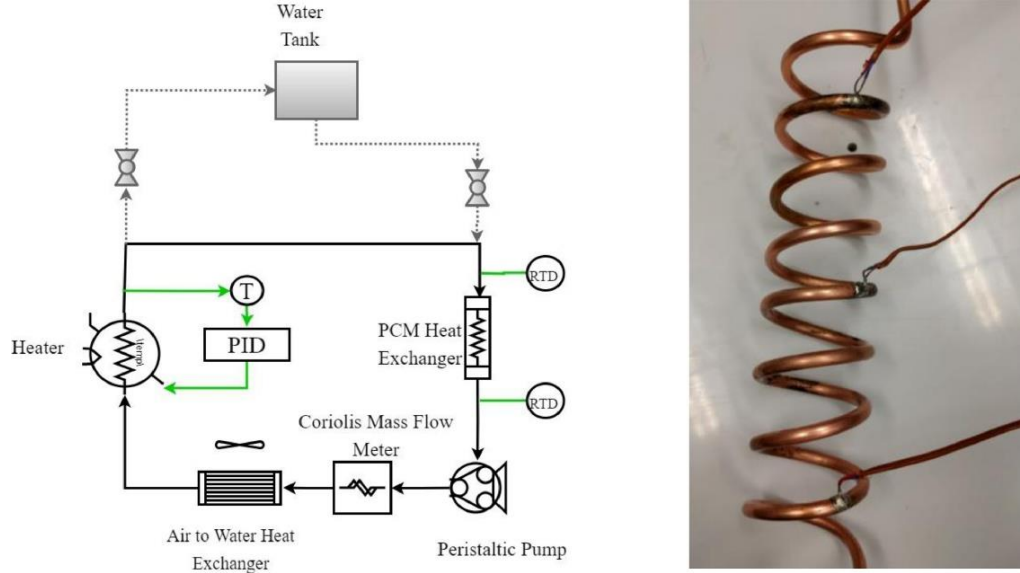 Water
Tank
RTD
T
PCM Heat
Exchanger
Heater
PID
RTD
Coriolis Mass Flow
Meter
Air to Water Heat
Exchanger
Peristaltic Pump